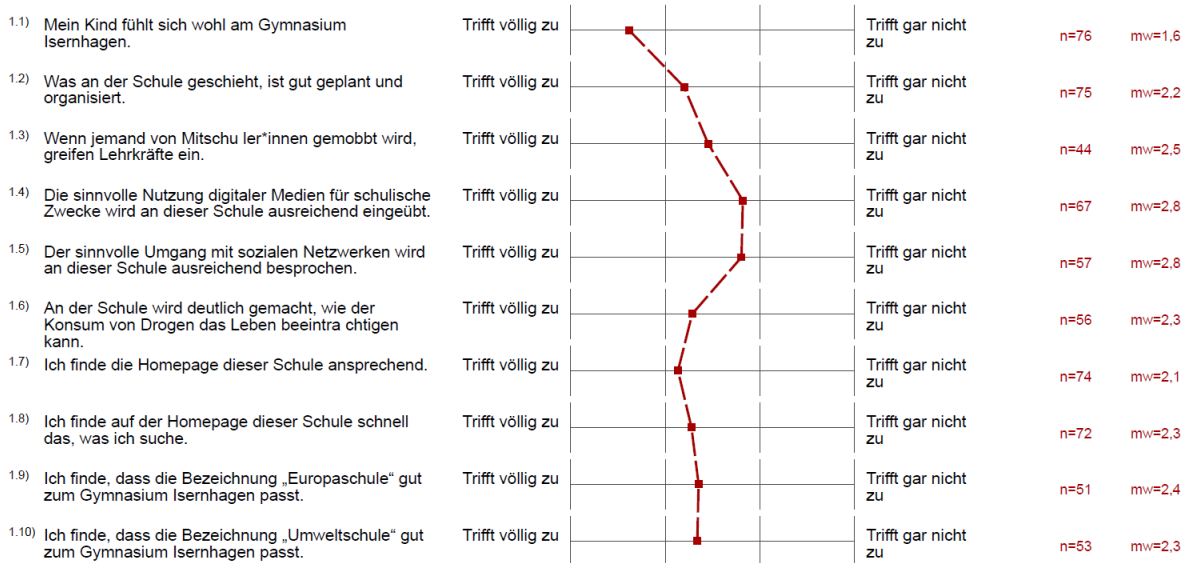 1.1) Mein Kind fühlt sich wohl am Gymnasium Trifft völlig zu Trifft gar nicht
Isernhagen. zu n=76 mw=1,6
1.2) Was an der Schule geschieht, ist gut geplant und Trifft völlig zu Trifft gar nicht
organisiert. zu n=75 mw=2,2
1.3) Wenn jemand von Mitschu ler*innen gemobbt wird, Trifft völlig zu Trifft gar nicht
greifen Lehrkräfte ein. zu n=44 mw=2,5
1.4) Die sinnvolle Nutzung digitaler Medien für schulische Trifft völlig zu Trifft gar nicht
Zwecke wird an dieser Schule ausreichend eingeübt. zu n=67 mw=2,8
1.5) Der sinnvolle Umgang mit sozialen Netzwerken wird Trifft völlig zu Trifft gar nicht
an dieser Schule ausreichend besprochen. zu n=57 mw=2,8
1.6) An der Schule wird deutlich gemacht, wie der Trifft völlig zu Trifft gar nicht
Konsum von Drogen das Leben beeintra chtigen zu n=56 mw=2,3
kann.
1.7) Ich finde die Homepage dieser Schule ansprechend. Trifft völlig zu Trifft gar nicht
zu n=74 mw=2,1
1.8) Ich finde auf der Homepage dieser Schule schnell Trifft völlig zu Trifft gar nicht
das, was ich suche. zu n=72 mw=2,3
1.9) Ich finde, dass die Bezeichnung „Europaschule“ gut Trifft völlig zu Trifft gar nicht
zum Gymnasium Isernhagen passt. zu n=51 mw=2,4
1.10) Ich finde, dass die Bezeichnung „Umweltschule“ gut Trifft völlig zu Trifft gar nicht
zum Gymnasium Isernhagen passt. zu n=53 mw=2,3